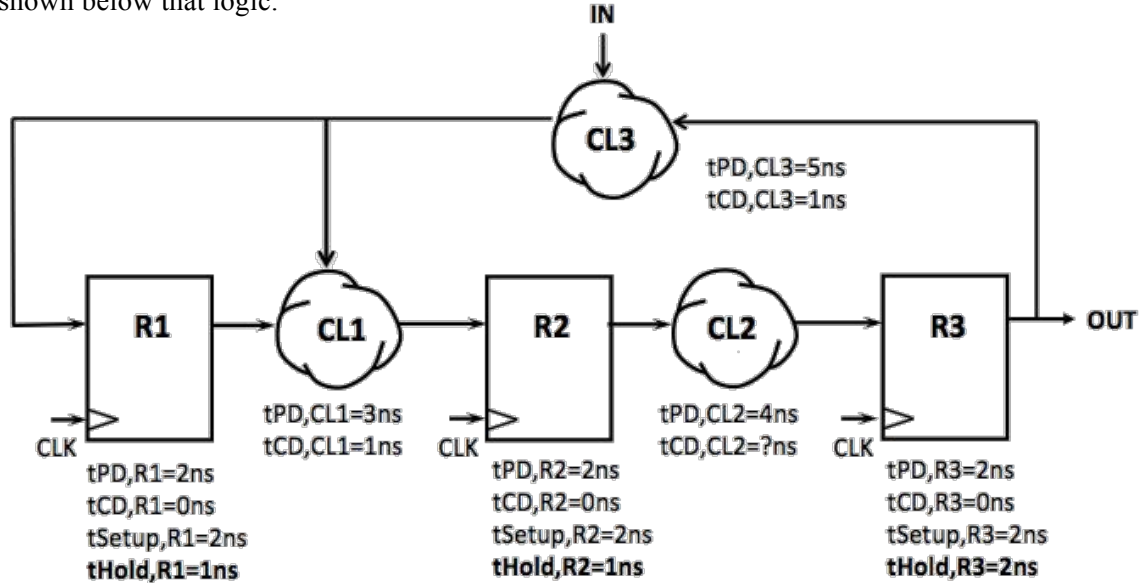 shown below that logic.
IN
CL3
tPD,CL3=5ns
tCD,CL3=1ns
R1
CL1
R2
CL2
R3
OUT
CLK
tPD,R1=2ns
tCD,R1=0ns
tSetup,R1=2ns
tHold,R1=1ns
tPD,CL1=3ns
tCD,CL1=1ns
CLK
tPD,R2=2ns
tCD,R2=0ns
tSetup,R2=2ns
tHold,R2=1ns
tPD,CL2=4ns
tCD,CL2=?ns
CLK
tPD,R3=2ns
tCD,R3=0ns
tSetup,R3=2ns
tHold,R3=2ns